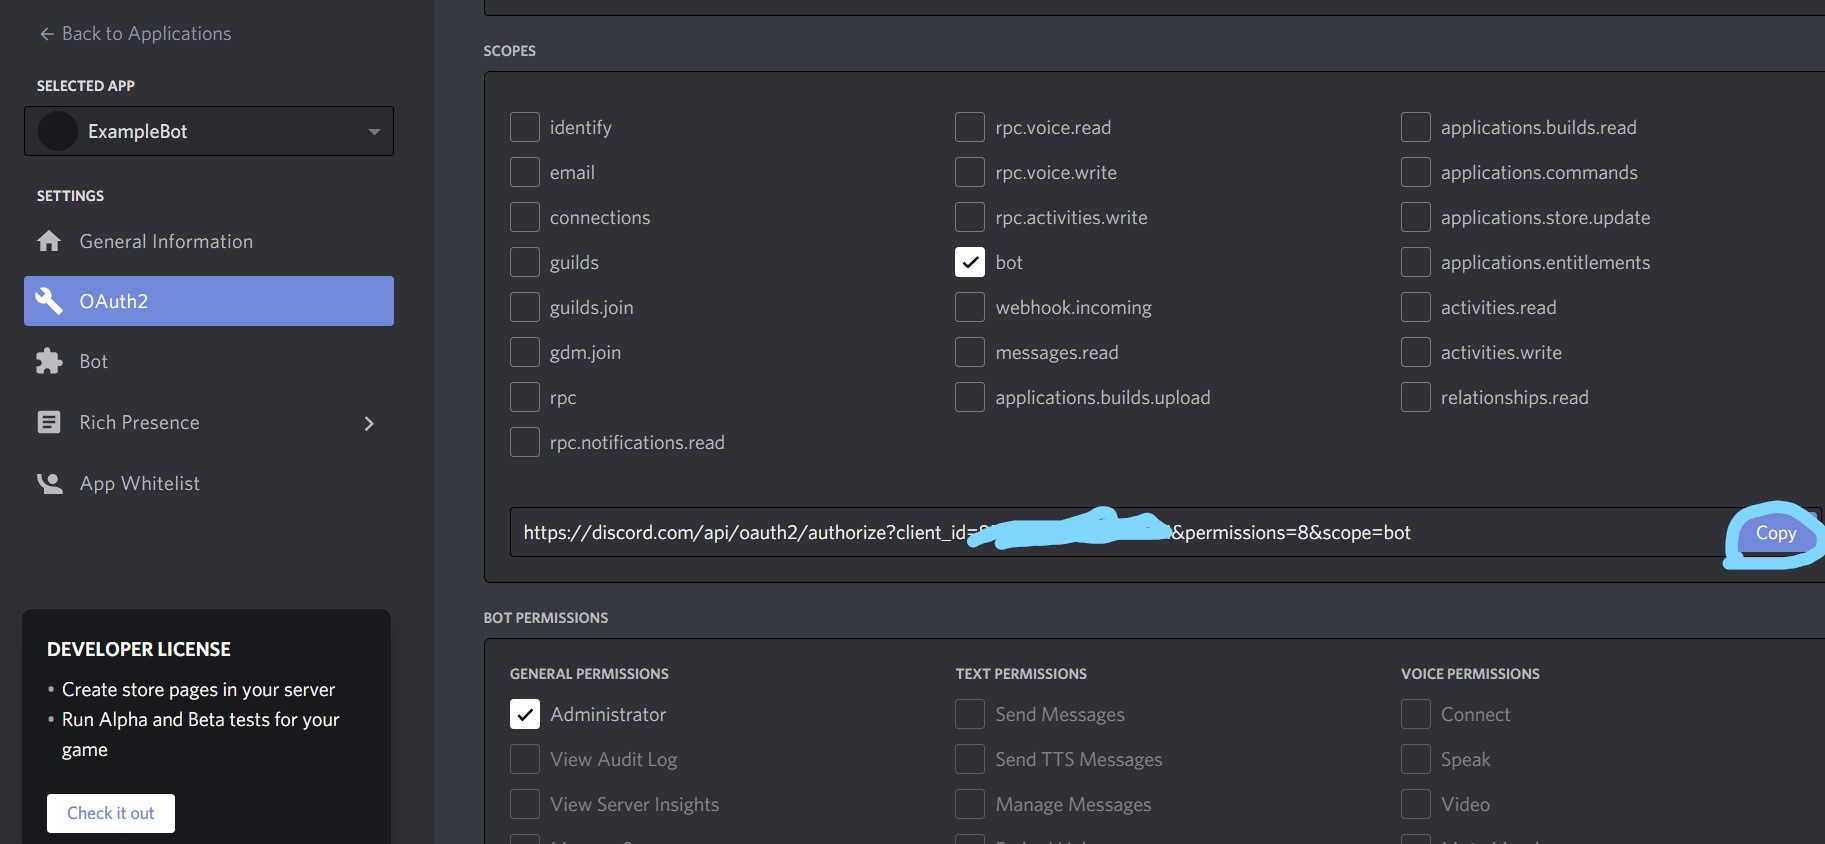 Back to Applications
SELECTED APP
ExampleBot
SETTINGS
General Information
OAuth2
Bot
Rich Presence
App Whitelist
DEVELOPER LICENSE
• Create store pages in your server
• Run Alpha and Beta tests for your
game
Check it out
SCOPES
identify
email
connections
guilds
guilds.join
gdm.join
rpc
rpc.notifications.read
rpc.voice.read
rpc.voice.write
rpc.activities.write
bot
webhook.incoming
messages.read
applications.builds.upload
applications.builds.read
applications.commands
applications.store.update
applications.entitlements
activities.read
activities.write
relationships.read
https://discord.com/api/oauth2/authorize?client_id= &permissions=8&scope=bot
Copy
BOT PERMISSIONS
GENERAL PERMISSIONS
Administrator
View Audit Log
View Server Insights
TEXT PERMISSIONS
Send Messages
Send TTS Messages
Manage Messages
VOICE PERMISSIONS
Connect
Speak
Video